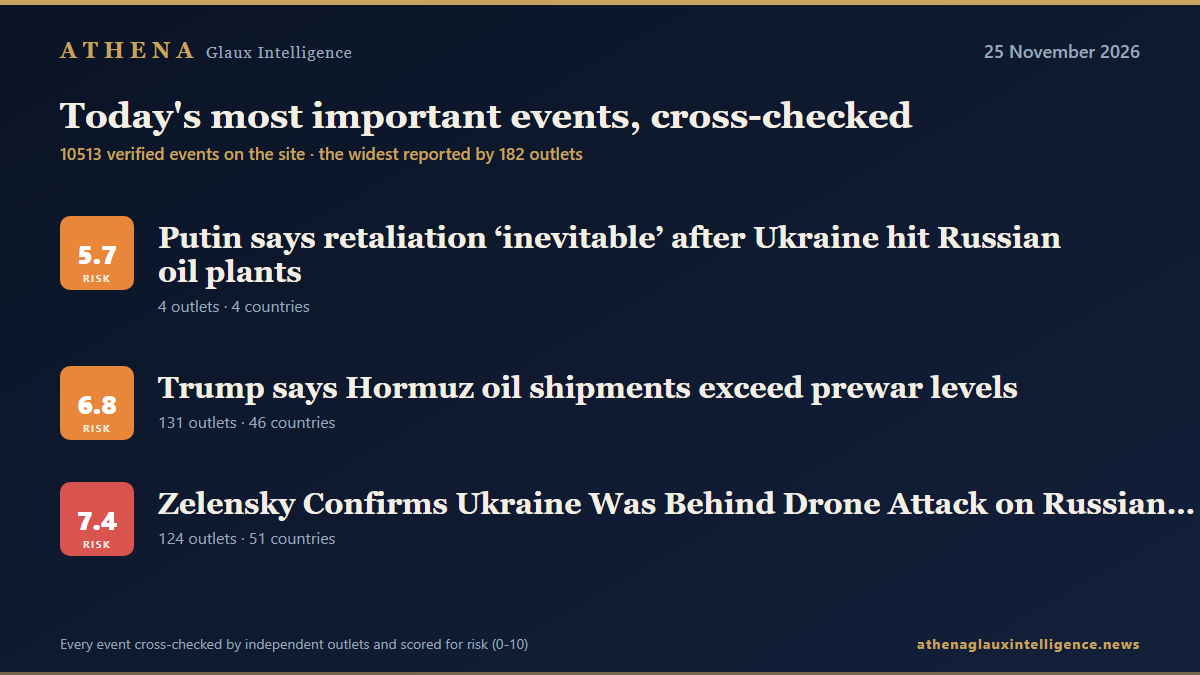 ATHENA Glaux Intelligence
25 November 2026
Today's most important events, cross-checked
10513 verified events on the site · the widest reported by 182 outlets
5.7
RISK
Putin says retaliation ‘inevitable’ after Ukraine hit Russian
oil plants
4 outlets · 4 countries
6.8
RISK
Trump says Hormuz oil shipments exceed prewar levels
131 outlets · 46 countries
7.4
RISK
Zelensky Confirms Ukraine Was Behind Drone Attack on Russian…
124 outlets · 51 countries
Every event cross-checked by independent outlets and scored for risk (0-10)
athenaglauxintelligence.news